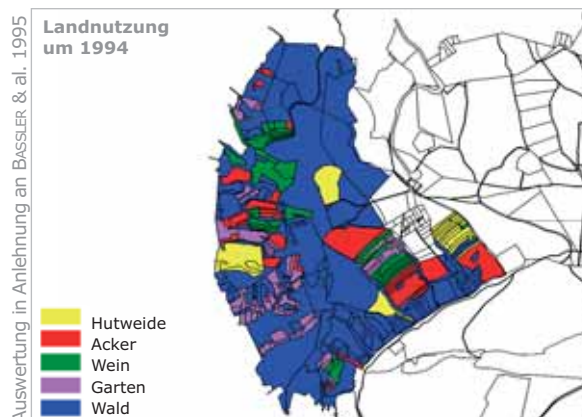 Landnutzung
um 1994
Hutweide
Acker
Wein
Garten
Wald
Auswertung in Anlehnung an BASSLER & al. 1995